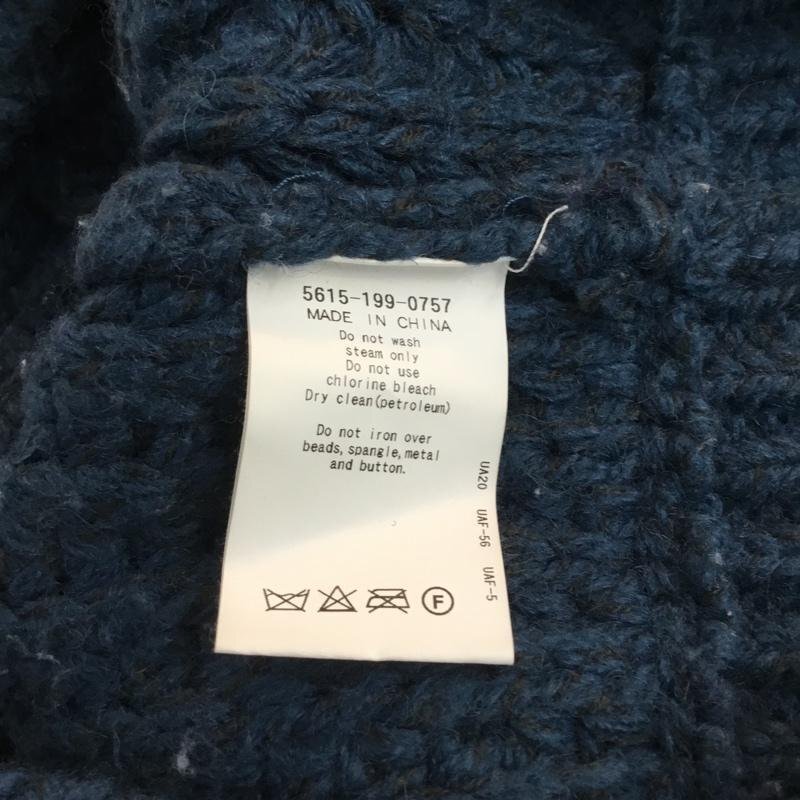 5615-199-0757
MADE IN CHINA
Do not wash
steam only
Do not use
chlorine bleach
Dry clean(petroleum)
Do not iron over
beads, spangle, metal
and button.
UA20 UAF-56 UAF-5
F